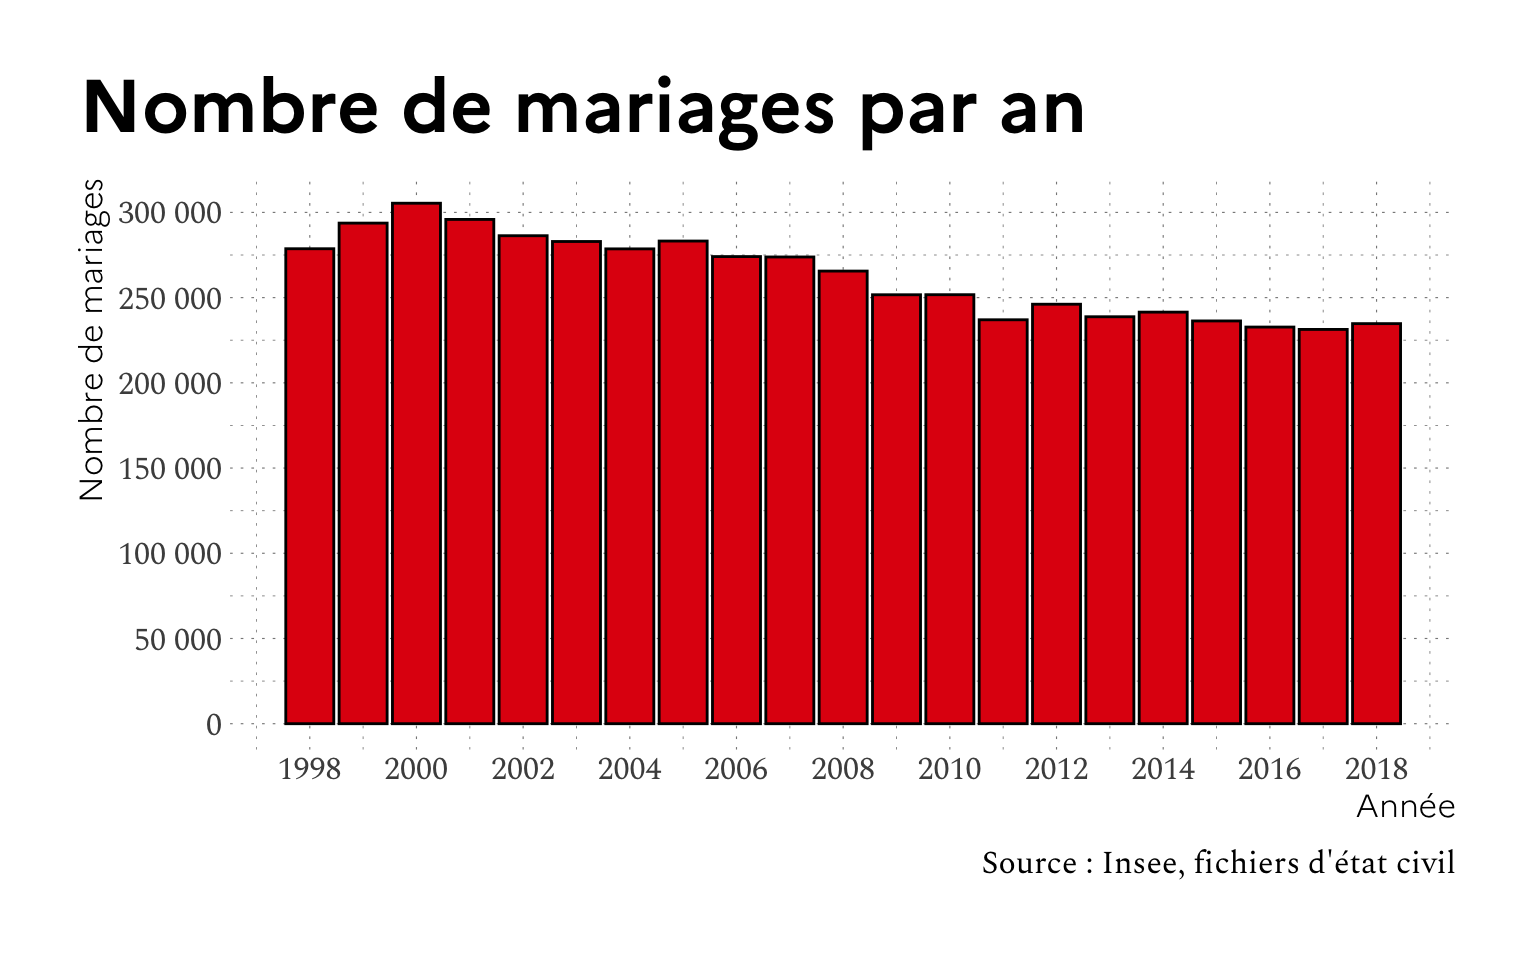 Nombre de mariages par an
Nombre de mariages
300 000
250 000
200 000
150 000
100 000
50 000
0
1998 2000 2002 2004 2006 2008 2010 2012 2014 2016 2018
Année
Source : Insee, fichiers d'état civil